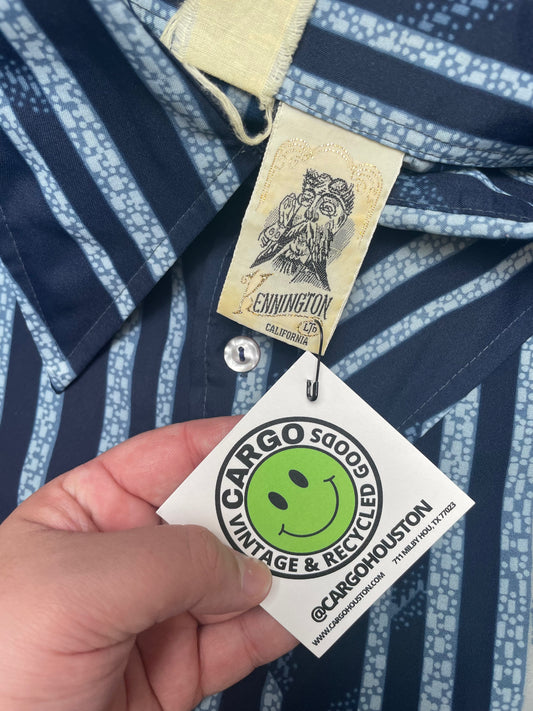 KENNINGTON
LTD
CALIFORNIA
CARGO
VINTAGE & RECYCLED GOODS
@CARGOHOUSTON
WWW.CARGOHOUSTON.COM
711 MILBY HOU, TX 77023